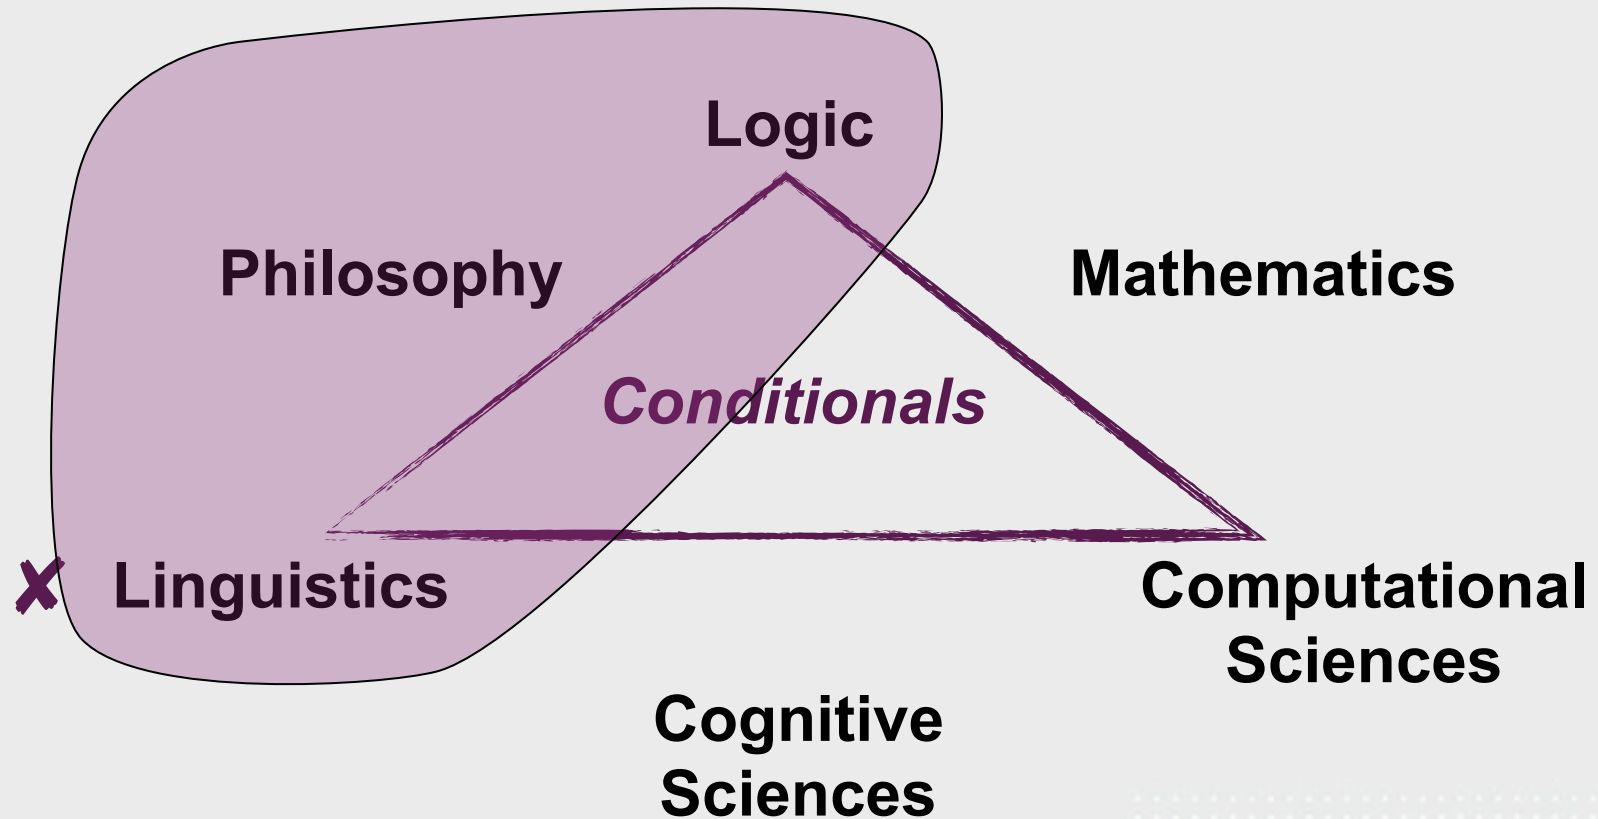 Logic
Philosophy
Mathematics
Conditionals
✘ Linguistics
Computational
Sciences
Cognitive
Sciences